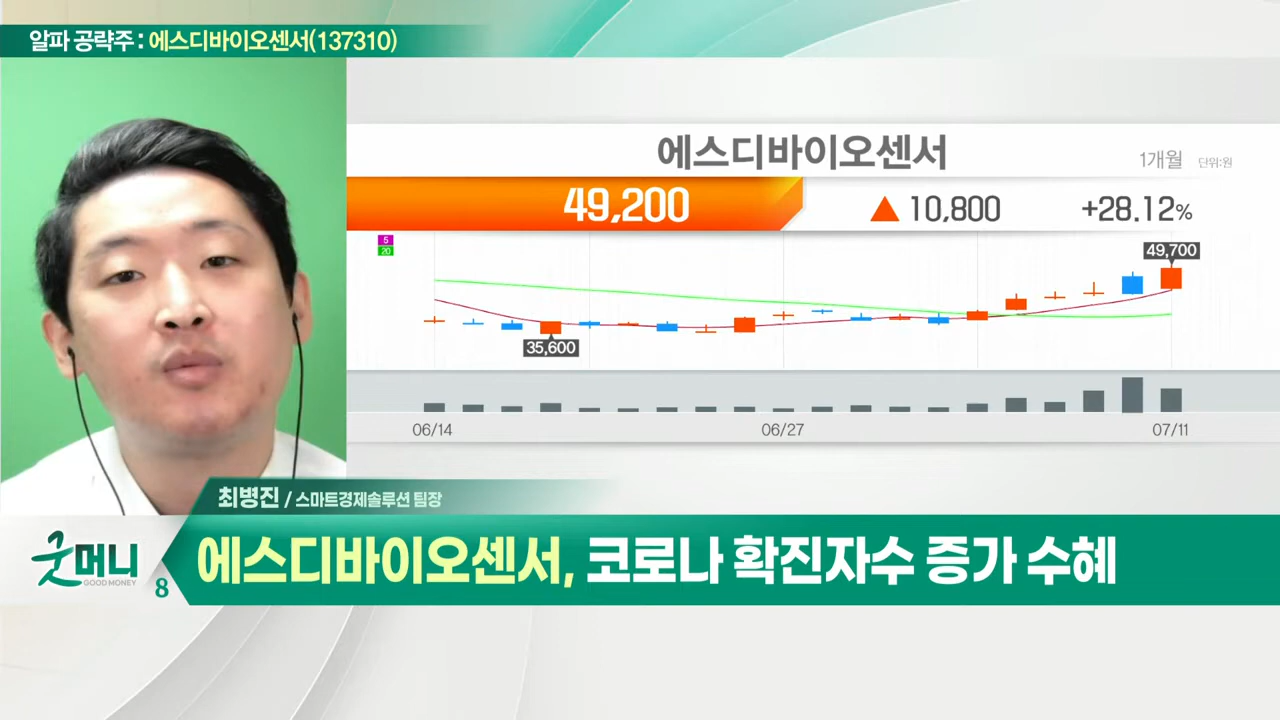 알파 공략주 : 에스디바이오센서(137310)
에스디바이오센서
1개월 단위:원
49,200 ▲ 10,800 +28.12%
5
20
49,700
35,600
06/14 06/27 07/11
최병진 / 스마트경제솔루션 팀장
굿머니
GOOD MONEY
8
에스디바이오센서, 코로나 확진자수 증가 수혜